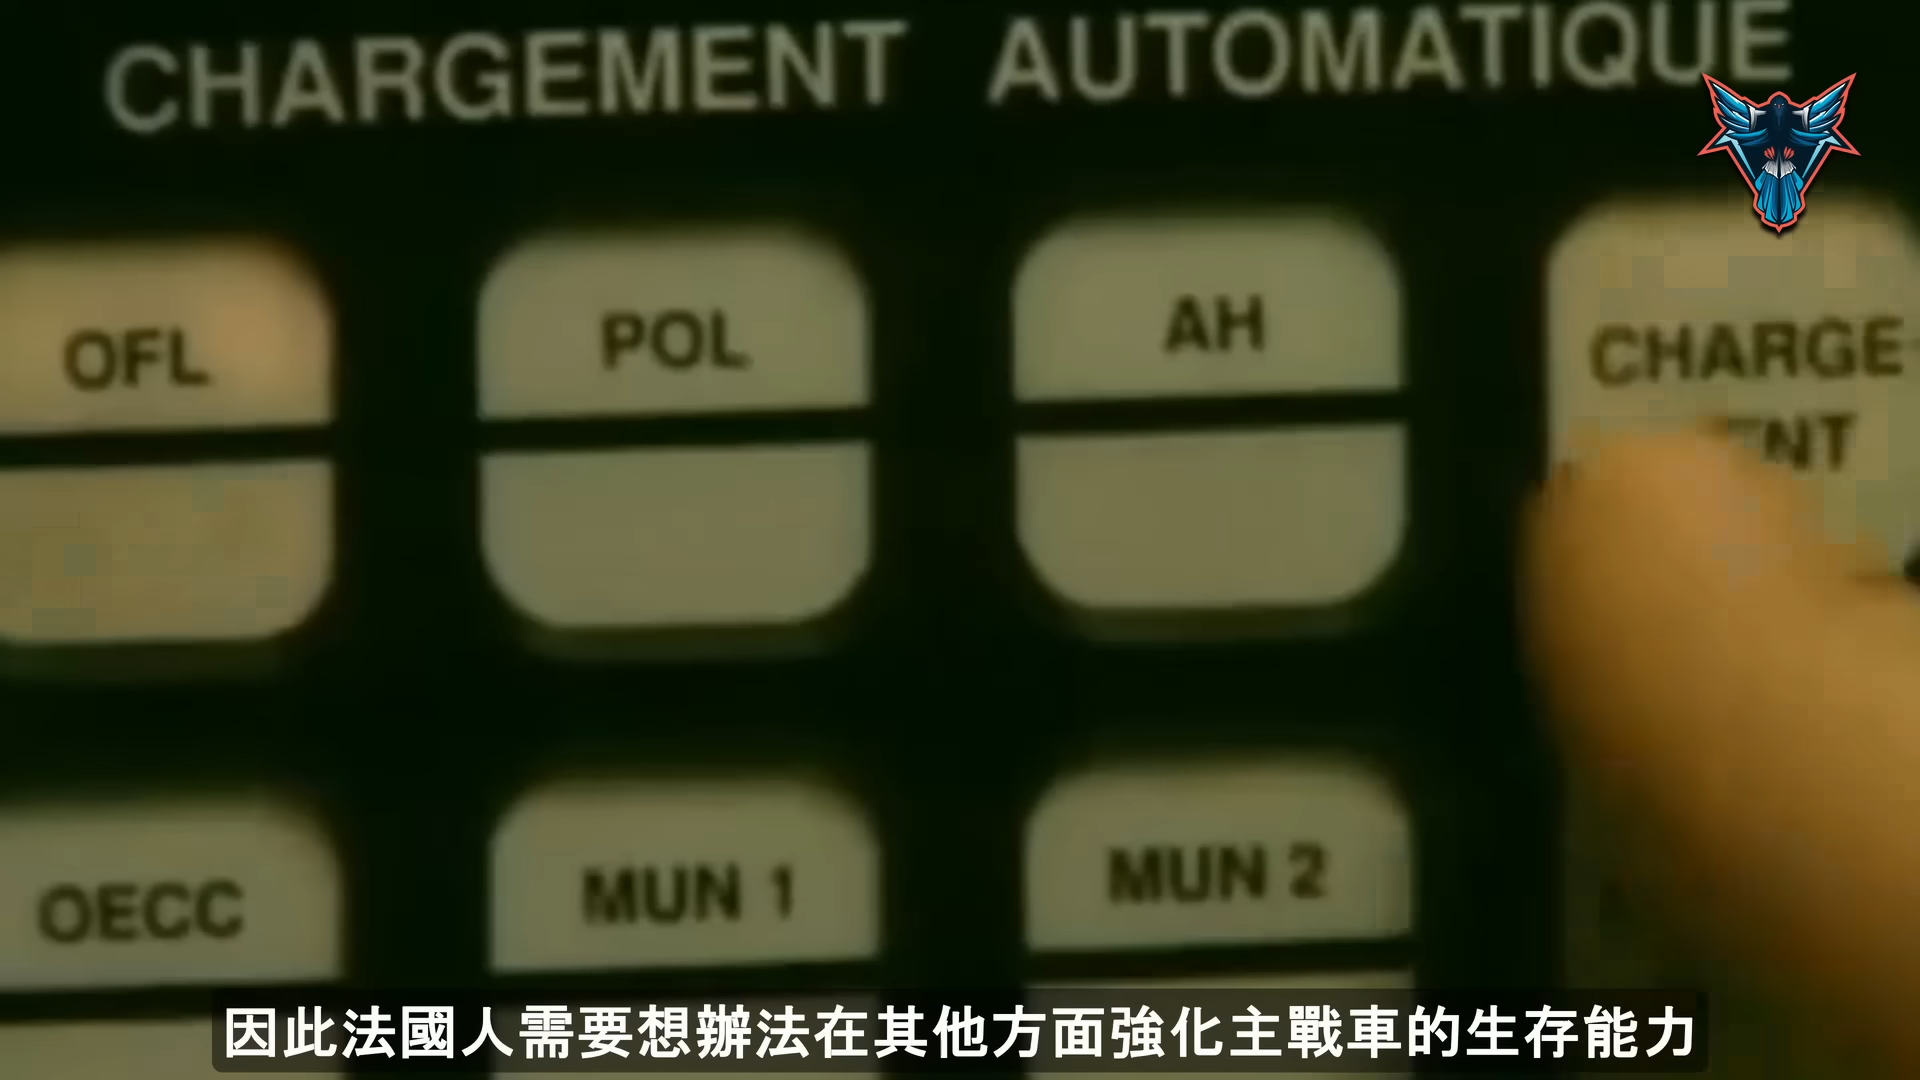 CHARGEMENT AUTOMATIQUE
OFL
POL
AH
CHARGE-
OECC
MUN 1
MUN 2
因此法國人需要想辦法在其他方面強化主戰車的生存能力